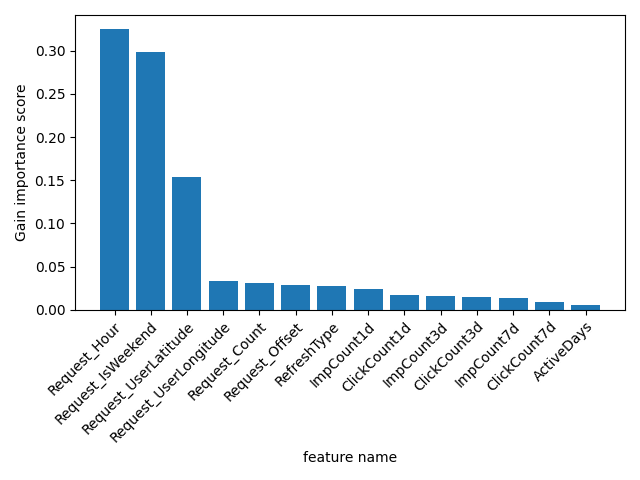 Gain importance score
0.30
0.25
0.20
0.15
0.10
0.05
0.00
Request_Hour
Request_IsWeekend
Request_UserLatitude
Request_UserLongitude
Request_Count
Request_Offset
RefreshType
ImpCount1d
ClickCount1d
ImpCount3d
ClickCount3d
ImpCount7d
ClickCount7d
ActiveDays
feature name